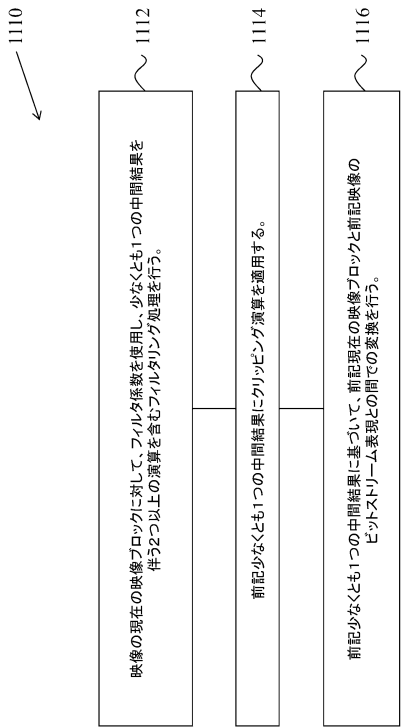 1110
映像の現在の映像ブロックに対して、フィルタ係数を使用し、少なくとも1つの中間結果を
伴う2つ以上の演算を含むフィルタリング処理を行う。
1112
前記少なくとも1つの中間結果にクリッピング演算を適用する。
1114
前記少なくとも1つの中間結果に基づいて、前記現在の映像ブロックと前記映像の
ビットストリーム表現との間での変換を行う。
1116